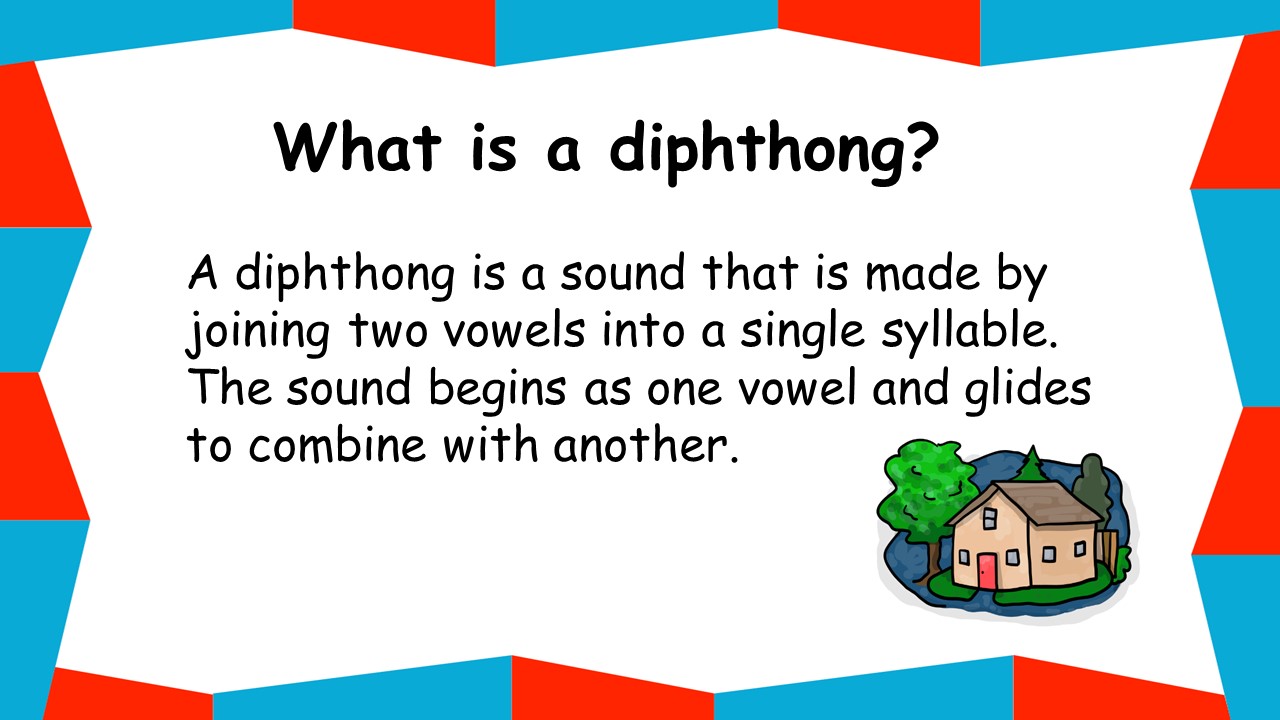 What is a diphthong?
A diphthong is a sound that is made by
joining two vowels into a single syllable.
The sound begins as one vowel and glides
to combine with another.